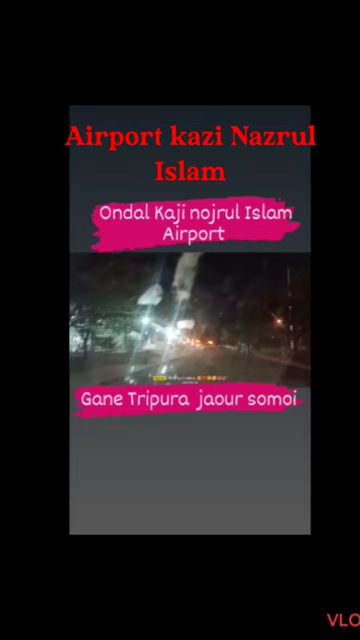 Airport kazi Nazrul
Islam
Ondal Kaji nojrul Islam
Airport
Gane Tripura jaour somoi
VLO